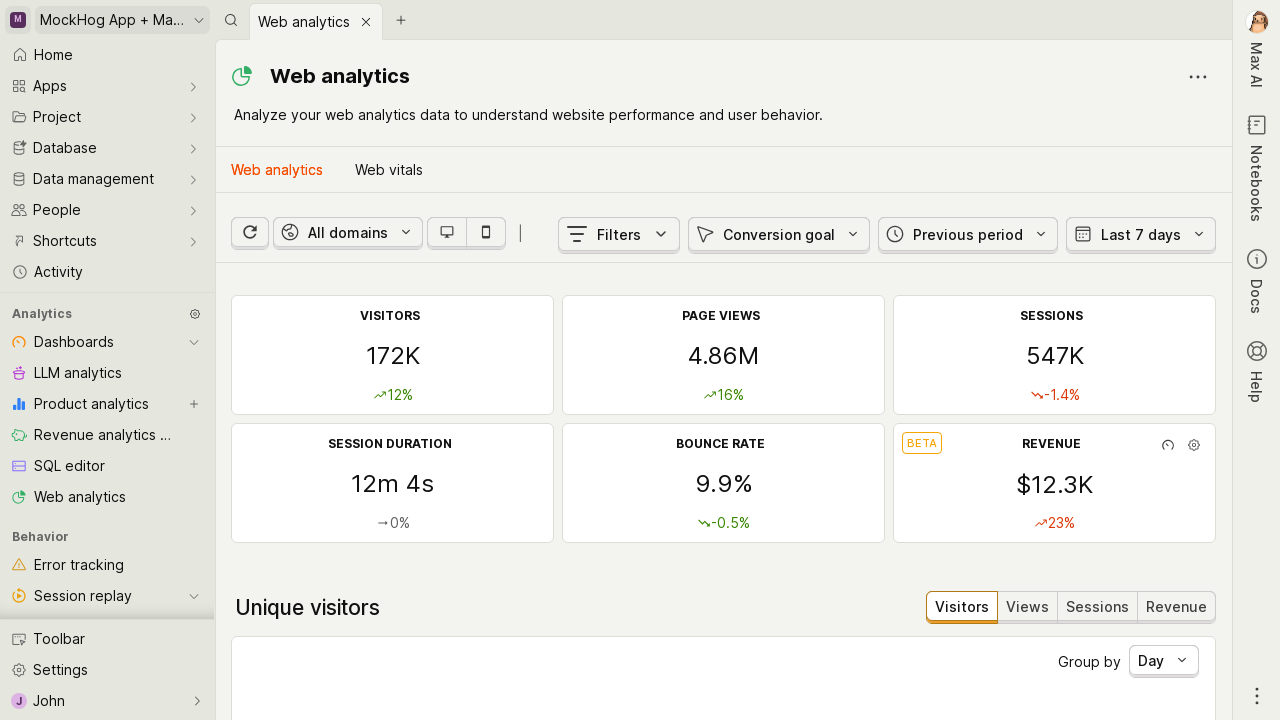 M
MockHog App + Ma...
Web analytics
Max AI
Notebooks
Docs
Help
Home
Apps
Project
Database
Data management
People
Shortcuts
Activity
Analytics
Dashboards
LLM analytics
Product analytics
Revenue analytics ...
SQL editor
Web analytics
Behavior
Error tracking
Session replay
Toolbar
Settings
J
John
Web analytics
Analyze your web analytics data to understand website performance and user behavior.
Web analytics
Web vitals
All domains
Filters
Conversion goal
Previous period
Last 7 days
VISITORS
172K
12%
PAGE VIEWS
4.86M
16%
SESSIONS
547K
-1.4%
SESSION DURATION
12m 4s
0%
BOUNCE RATE
9.9%
-0.5%
BETA
REVENUE
$12.3K
23%
Unique visitors
Visitors
Views
Sessions
Revenue
Group by
Day